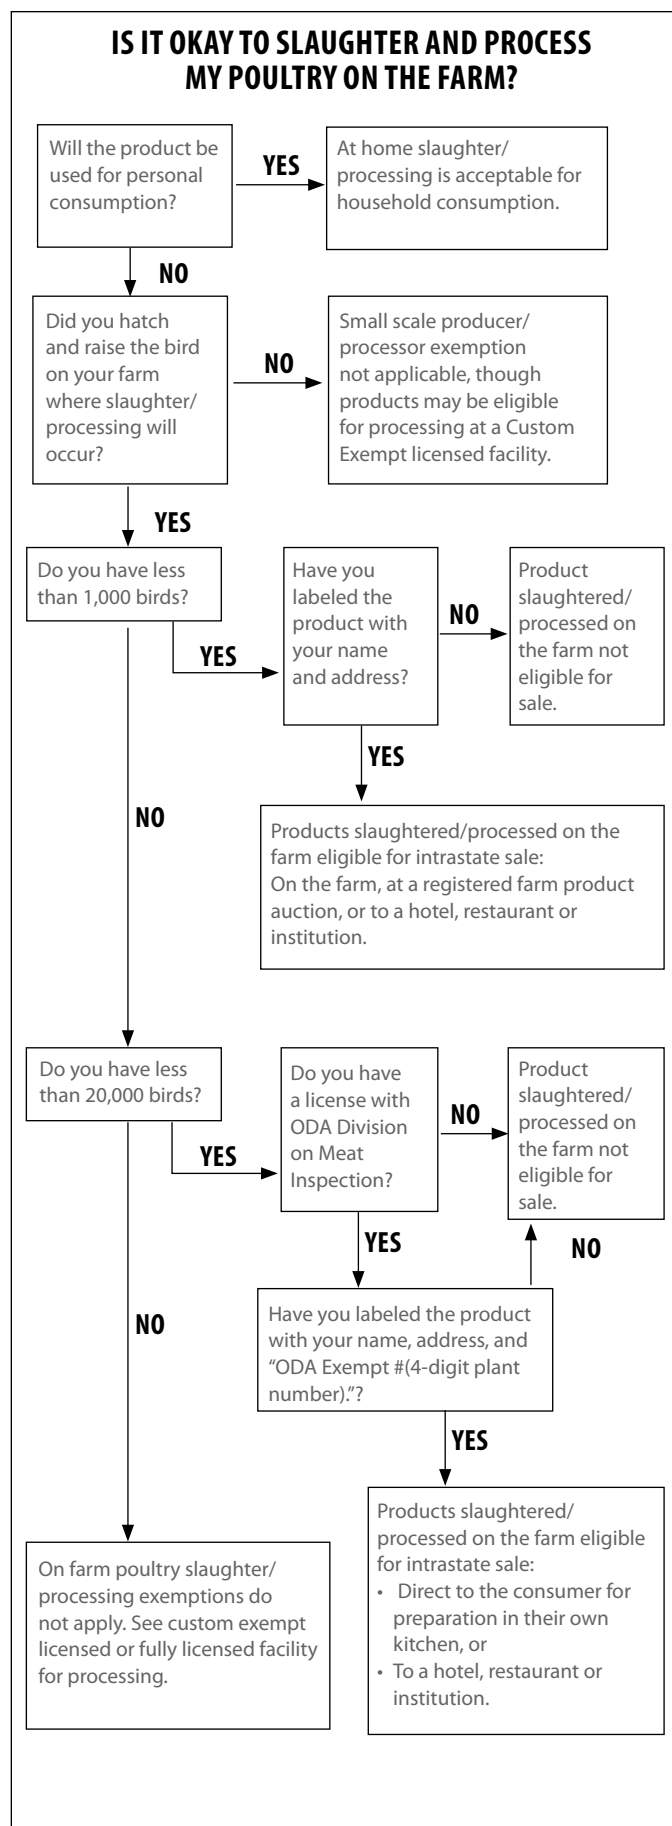 IS IT OKAY TO SLAUGHTER AND PROCESS
MY POULTRY ON THE FARM?
Will the product be
used for personal
consumption?
YES
At home slaughter/
processing is acceptable for
household consumption.
NO
Did you hatch
and raise the bird
on your farm
where slaughter/
processing will
occur?
NO
Small scale producer/
processor exemption
not applicable, though
products may be eligible
for processing at a Custom
Exempt licensed facility.
YES
Do you have less
than 1,000 birds?
YES
Have you
labeled the
product with
your name
and address?
NO
Product
slaughtered/
processed on
the farm not
eligible for
sale.
YES
NO
Products slaughtered/processed on the
farm eligible for intrastate sale:
On the farm, at a registered farm product
auction, or to a hotel, restaurant or
institution.
Do you have less
than 20,000 birds?
YES
Do you have
a license with
ODA Division
on Meat
Inspection?
NO
Product
slaughtered/
processed on
the farm not
eligible for
sale.
YES
NO
Have you labeled the product
with your name, address, and
“ODA Exempt #(4-digit plant
number).”?
NO
YES
Products slaughtered/
processed on the farm eligible
for intrastate sale:
• Direct to the consumer for
preparation in their own
kitchen, or
• To a hotel, restaurant or
institution.
On farm poultry slaughter/
processing exemptions do
not apply. See custom exempt
licensed or fully licensed facility
for processing.